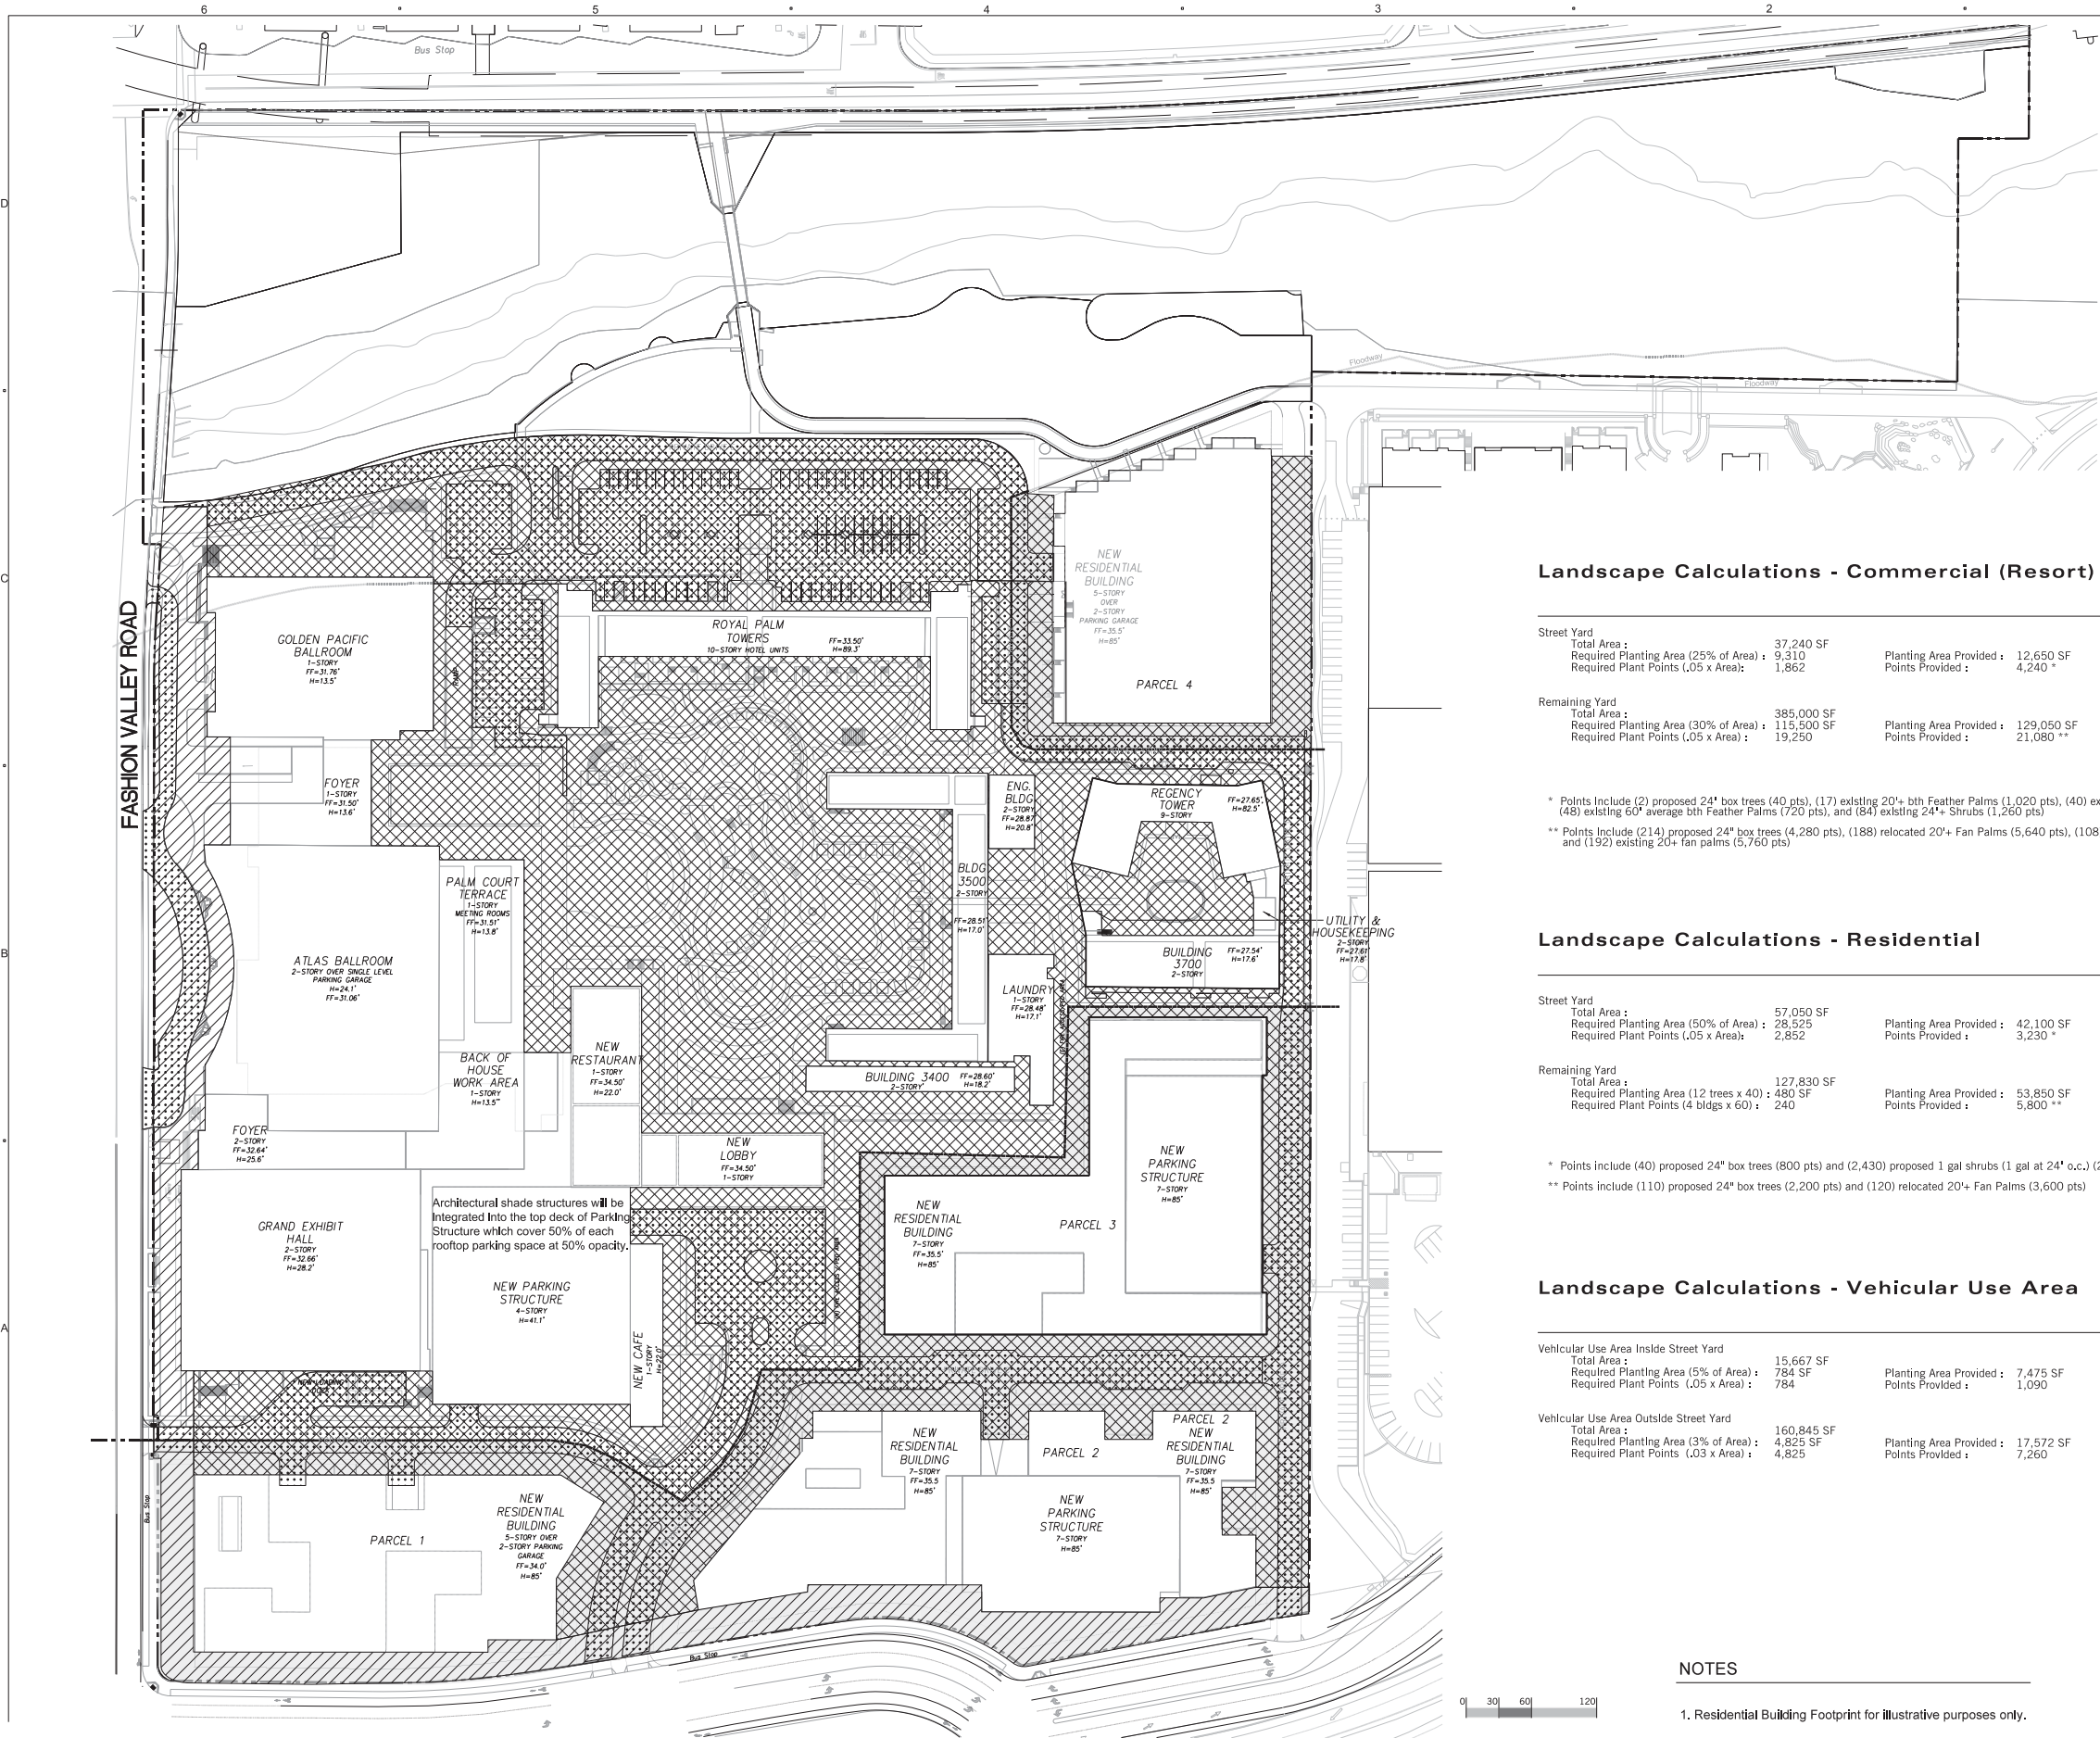 6
5
4
3
2
D
C
B
A
Bus Stop
Floodway
Floodway
FASHION VALLEY ROAD
GOLDEN PACIFIC
BALLROOM
1-STORY
FF=31.76'
H=13.5'
RAMP
ROYAL PALM
TOWERS
10-STORY HOTEL UNITS
FF=33.50'
H=89.3'
NEW
RESIDENTIAL
BUILDING
5-STORY
OVER
2-STORY
PARKING GARAGE
FF=35.5'
H=85'
PARCEL 4
FOYER
1-STORY
FF=31.50'
H=13.6'
ENG.
BLDG
2-STORY
FF=28.87'
H=20.8'
REGENCY
TOWER
9-STORY
FF=27.65'
H=82.5'
PALM COURT
TERRACE
1-STORY
MEETING ROOMS
FF=31.51'
H=13.8'
BLDG
3500
2-STORY
FF=28.51'
H=17.0'
UTILITY &
HOUSEKEEPING
2-STORY
FF=27.61'
H=17.8'
ATLAS BALLROOM
2-STORY OVER SINGLE LEVEL
PARKING GARAGE
H=24.1'
FF=31.06'
BUILDING
3700
2-STORY
FF=27.54'
H=17.6'
LAUNDRY
1-STORY
FF=28.48'
H=17.1'
NEW
RESTAURANT
1-STORY
FF=34.50'
H=22.0'
BACK OF
HOUSE
WORK AREA
1-STORY
H=13.5"
BUILDING 3400
2-STORY
FF=28.60'
H=18.2'
FOYER
2-STORY
FF=32.64'
H=25.6'
NEW
LOBBY
FF=34.50'
1-STORY
NEW
PARKING
STRUCTURE
7-STORY
H=85'
Architectural shade structures will be
integrated into the top deck of Parking
Structure which cover 50% of each
rooftop parking space at 50% opacity.
GRAND EXHIBIT
HALL
2-STORY
FF=32.66'
H=28.2'
NEW
RESIDENTIAL
BUILDING
7-STORY
FF=35.5'
H=85'
PARCEL 3
NEW PARKING
STRUCTURE
4-STORY
H=41.1'
NEW CAFE
1-STORY
H=22.0'
NEW LOADING
DOCK
NEW
RESIDENTIAL
BUILDING
7-STORY
FF=35.5
H=85'
PARCEL 2
PARCEL 2
NEW
RESIDENTIAL
BUILDING
7-STORY
FF=35.5
H=85'
NEW
PARKING
STRUCTURE
7-STORY
H=85'
PARCEL 1
NEW
RESIDENTIAL
BUILDING
5-STORY OVER
2-STORY PARKING
GARAGE
FF=34.0'
H=85'
Bus Stop
Bus Stop
Landscape Calculations - Commercial (Resort)
Street Yard
Total Area : 37,240 SF
Required Planting Area (25% of Area) : 9,310 Planting Area Provided : 12,650 SF
Required Plant Points (.05 x Area): 1,862 Points Provided : 4,240 *
Remaining Yard
Total Area : 385,000 SF
Required Planting Area (30% of Area) : 115,500 SF Planting Area Provided : 129,050 SF
Required Plant Points (.05 x Area) : 19,250 Points Provided : 21,080 **
* Points Include (2) proposed 24" box trees (40 pts), (17) existing 20'+ bth Feather Palms (1,020 pts), (40) ex
(48) existing 60" average bth Feather Palms (720 pts), and (84) existing 24"+ Shrubs (1,260 pts)
** Points Include (214) proposed 24" box trees (4,280 pts), (188) relocated 20'+ Fan Palms (5,640 pts), (108
and (192) existing 20+ fan palms (5,760 pts)
Landscape Calculations - Residential
Street Yard
Total Area : 57,050 SF
Required Planting Area (50% of Area) : 28,525 Planting Area Provided : 42,100 SF
Required Plant Points (.05 x Area): 2,852 Points Provided : 3,230 *
Remaining Yard
Total Area : 127,830 SF
Required Planting Area (12 trees x 40) : 480 SF Planting Area Provided : 53,850 SF
Required Plant Points (4 bldgs x 60) : 240 Points Provided : 5,800 **
* Points include (40) proposed 24" box trees (800 pts) and (2,430) proposed 1 gal shrubs (1 gal at 24" o.c.) (2
** Points include (110) proposed 24" box trees (2,200 pts) and (120) relocated 20'+ Fan Palms (3,600 pts)
Landscape Calculations - Vehicular Use Area
Vehicular Use Area Inside Street Yard
Total Area : 15,667 SF
Required Planting Area (5% of Area) : 784 SF Planting Area Provided : 7,475 SF
Required Plant Points (.05 x Area) : 784 Points Provided : 1,090
Vehicular Use Area Outside Street Yard
Total Area : 160,845 SF
Required Planting Area (3% of Area) : 4,825 SF Planting Area Provided : 17,572 SF
Required Plant Points (.03 x Area) : 4,825 Points Provided : 7,260
NOTES
0 30 60 120
1. Residential Building Footprint for illustrative purposes only.